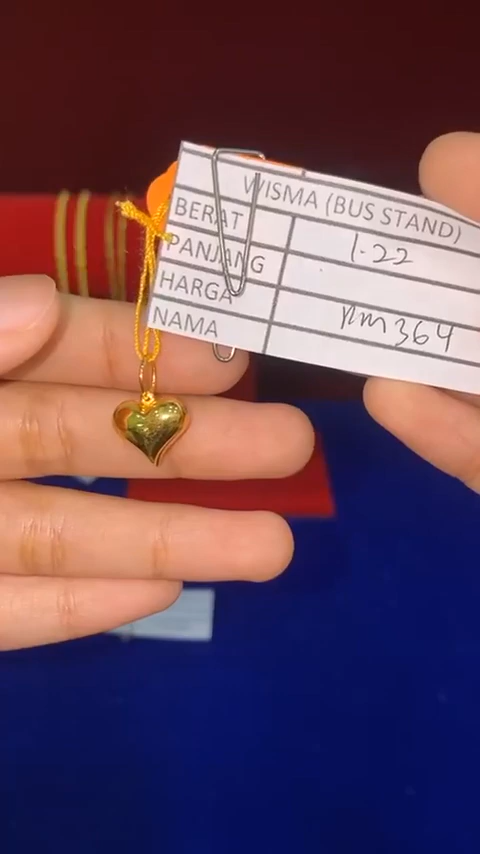 WISMA (BUS STAND)
BERAT 1.22
PANJANG
HARGA rm364
NAMA